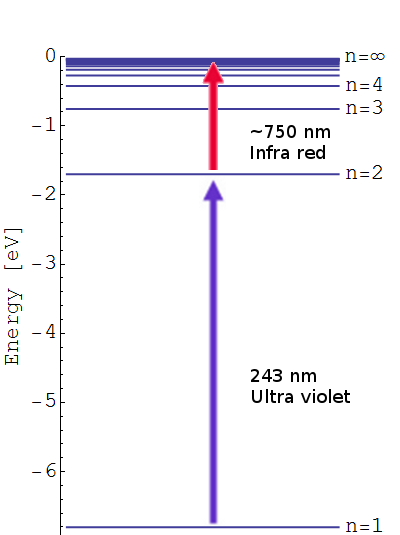 0
n=∞
n=4
n=3
-1
~750 nm
Infra red
n=2
-2
-3
Energy [eV]
-4
243 nm
Ultra violet
-5
-6
n=1